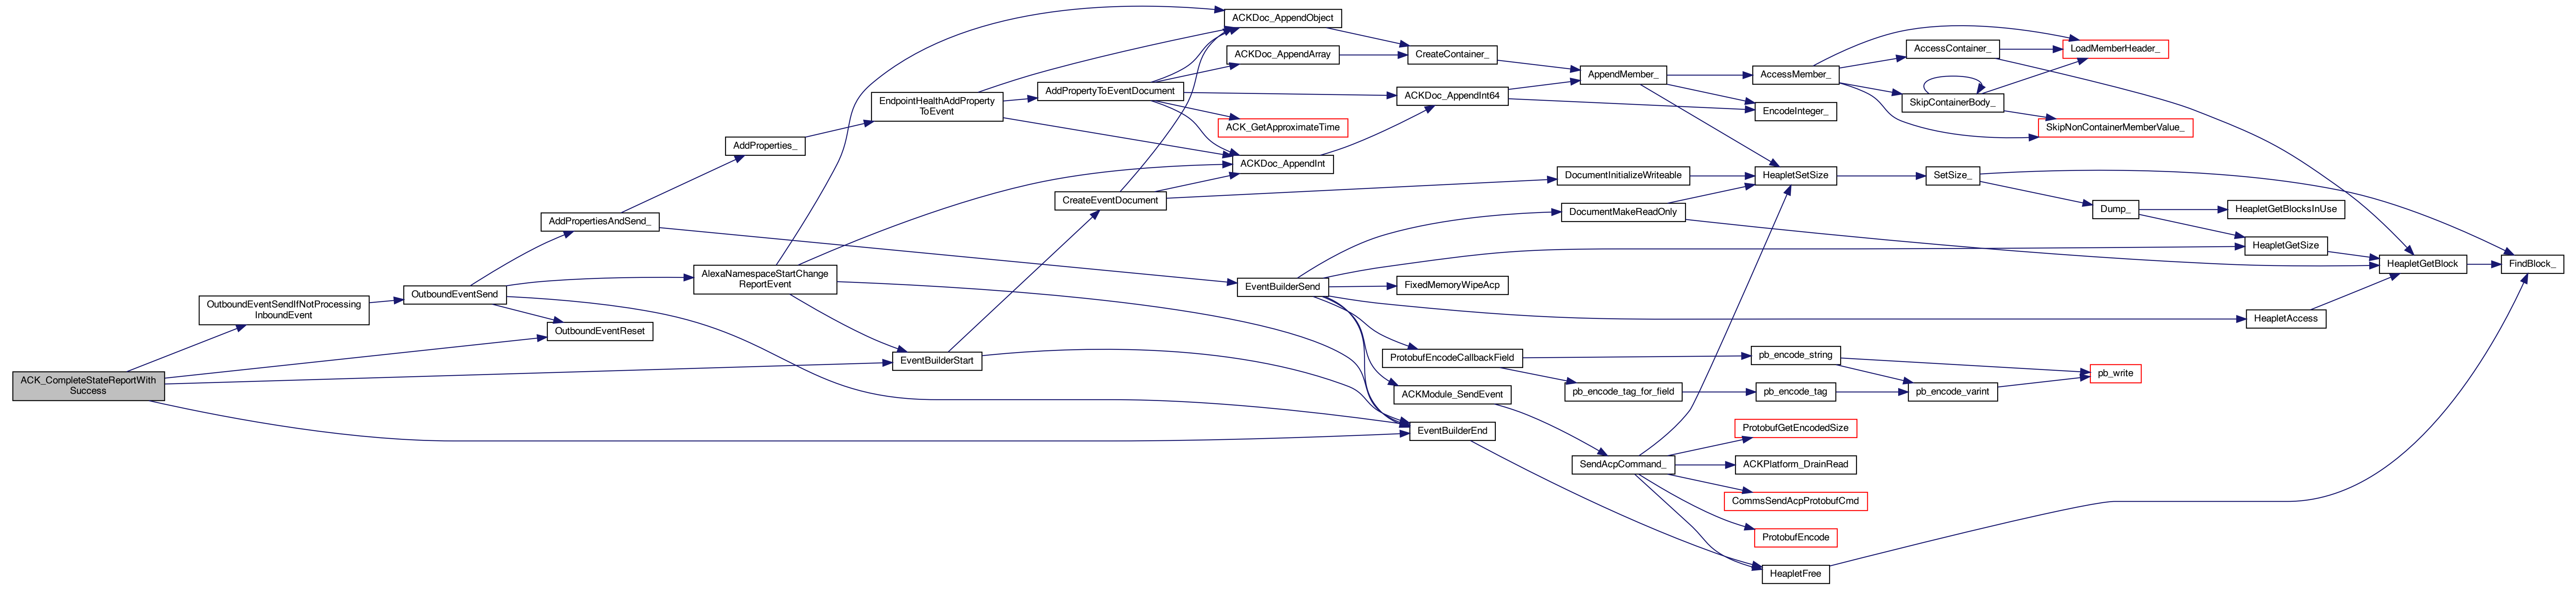 ACK_CompleteStateReportWith
Success
OutboundEventSendIfNotProcessing
InboundEvent
OutboundEventSend
OutboundEventReset
AddPropertiesAndSend_
AddProperties_
AlexaNamespaceStartChange
ReportEvent
EventBuilderStart
EndpointHealthAddProperty
ToEvent
AddPropertyToEventDocument
CreateEventDocument
ACKDoc_AppendObject
ACKDoc_AppendArray
ACK_GetApproximateTime
ACKDoc_AppendInt
EventBuilderSend
CreateContainer_
ACKDoc_AppendInt64
FixedMemoryWipeAcp
ProtobufEncodeCallbackField
ACKModule_SendEvent
EventBuilderEnd
AppendMember_
DocumentInitializeWriteable
DocumentMakeReadOnly
pb_encode_tag_for_field
SendAcpCommand_
AccessMember_
EncodeInteger_
HeapletSetSize
pb_encode_string
pb_encode_tag
ProtobufGetEncodedSize
ACKPlatform_DrainRead
CommsSendAcpProtobufCmd
ProtobufEncode
HeapletFree
AccessContainer_
SkipContainerBody_
SetSize_
pb_encode_varint
LoadMemberHeader_
SkipNonContainerMemberValue_
Dump_
pb_write
HeapletGetBlocksInUse
HeapletGetSize
HeapletAccess
HeapletGetBlock
FindBlock_